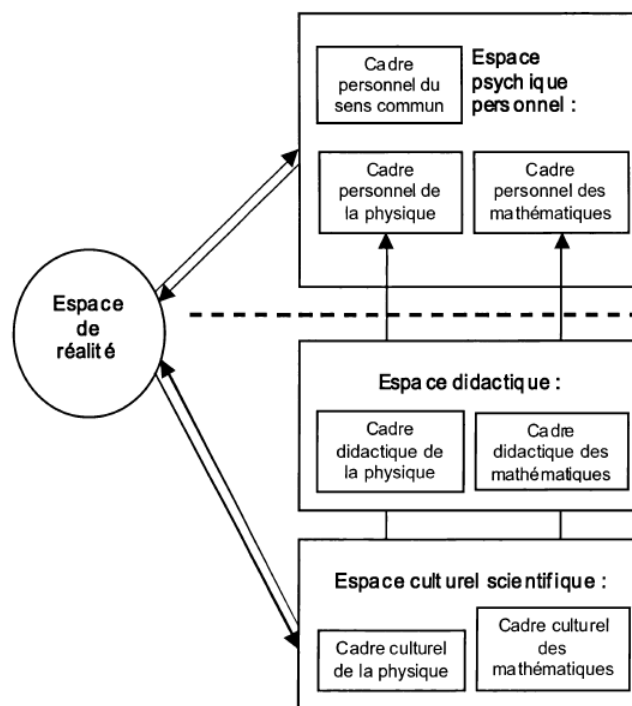 Cadre
personnel du
sens commun
Espace
psychique
personnel :
Cadre
personnel de
la physique
Cadre
personnel des
mathématiques
Espace
de
réalité
Espace didactique :
Cadre
didactique de
la physique
Cadre
didactique des
mathématiques
Espace culturel scientifique :
Cadre culturel
de la physique
Cadre culturel
des
mathématiques